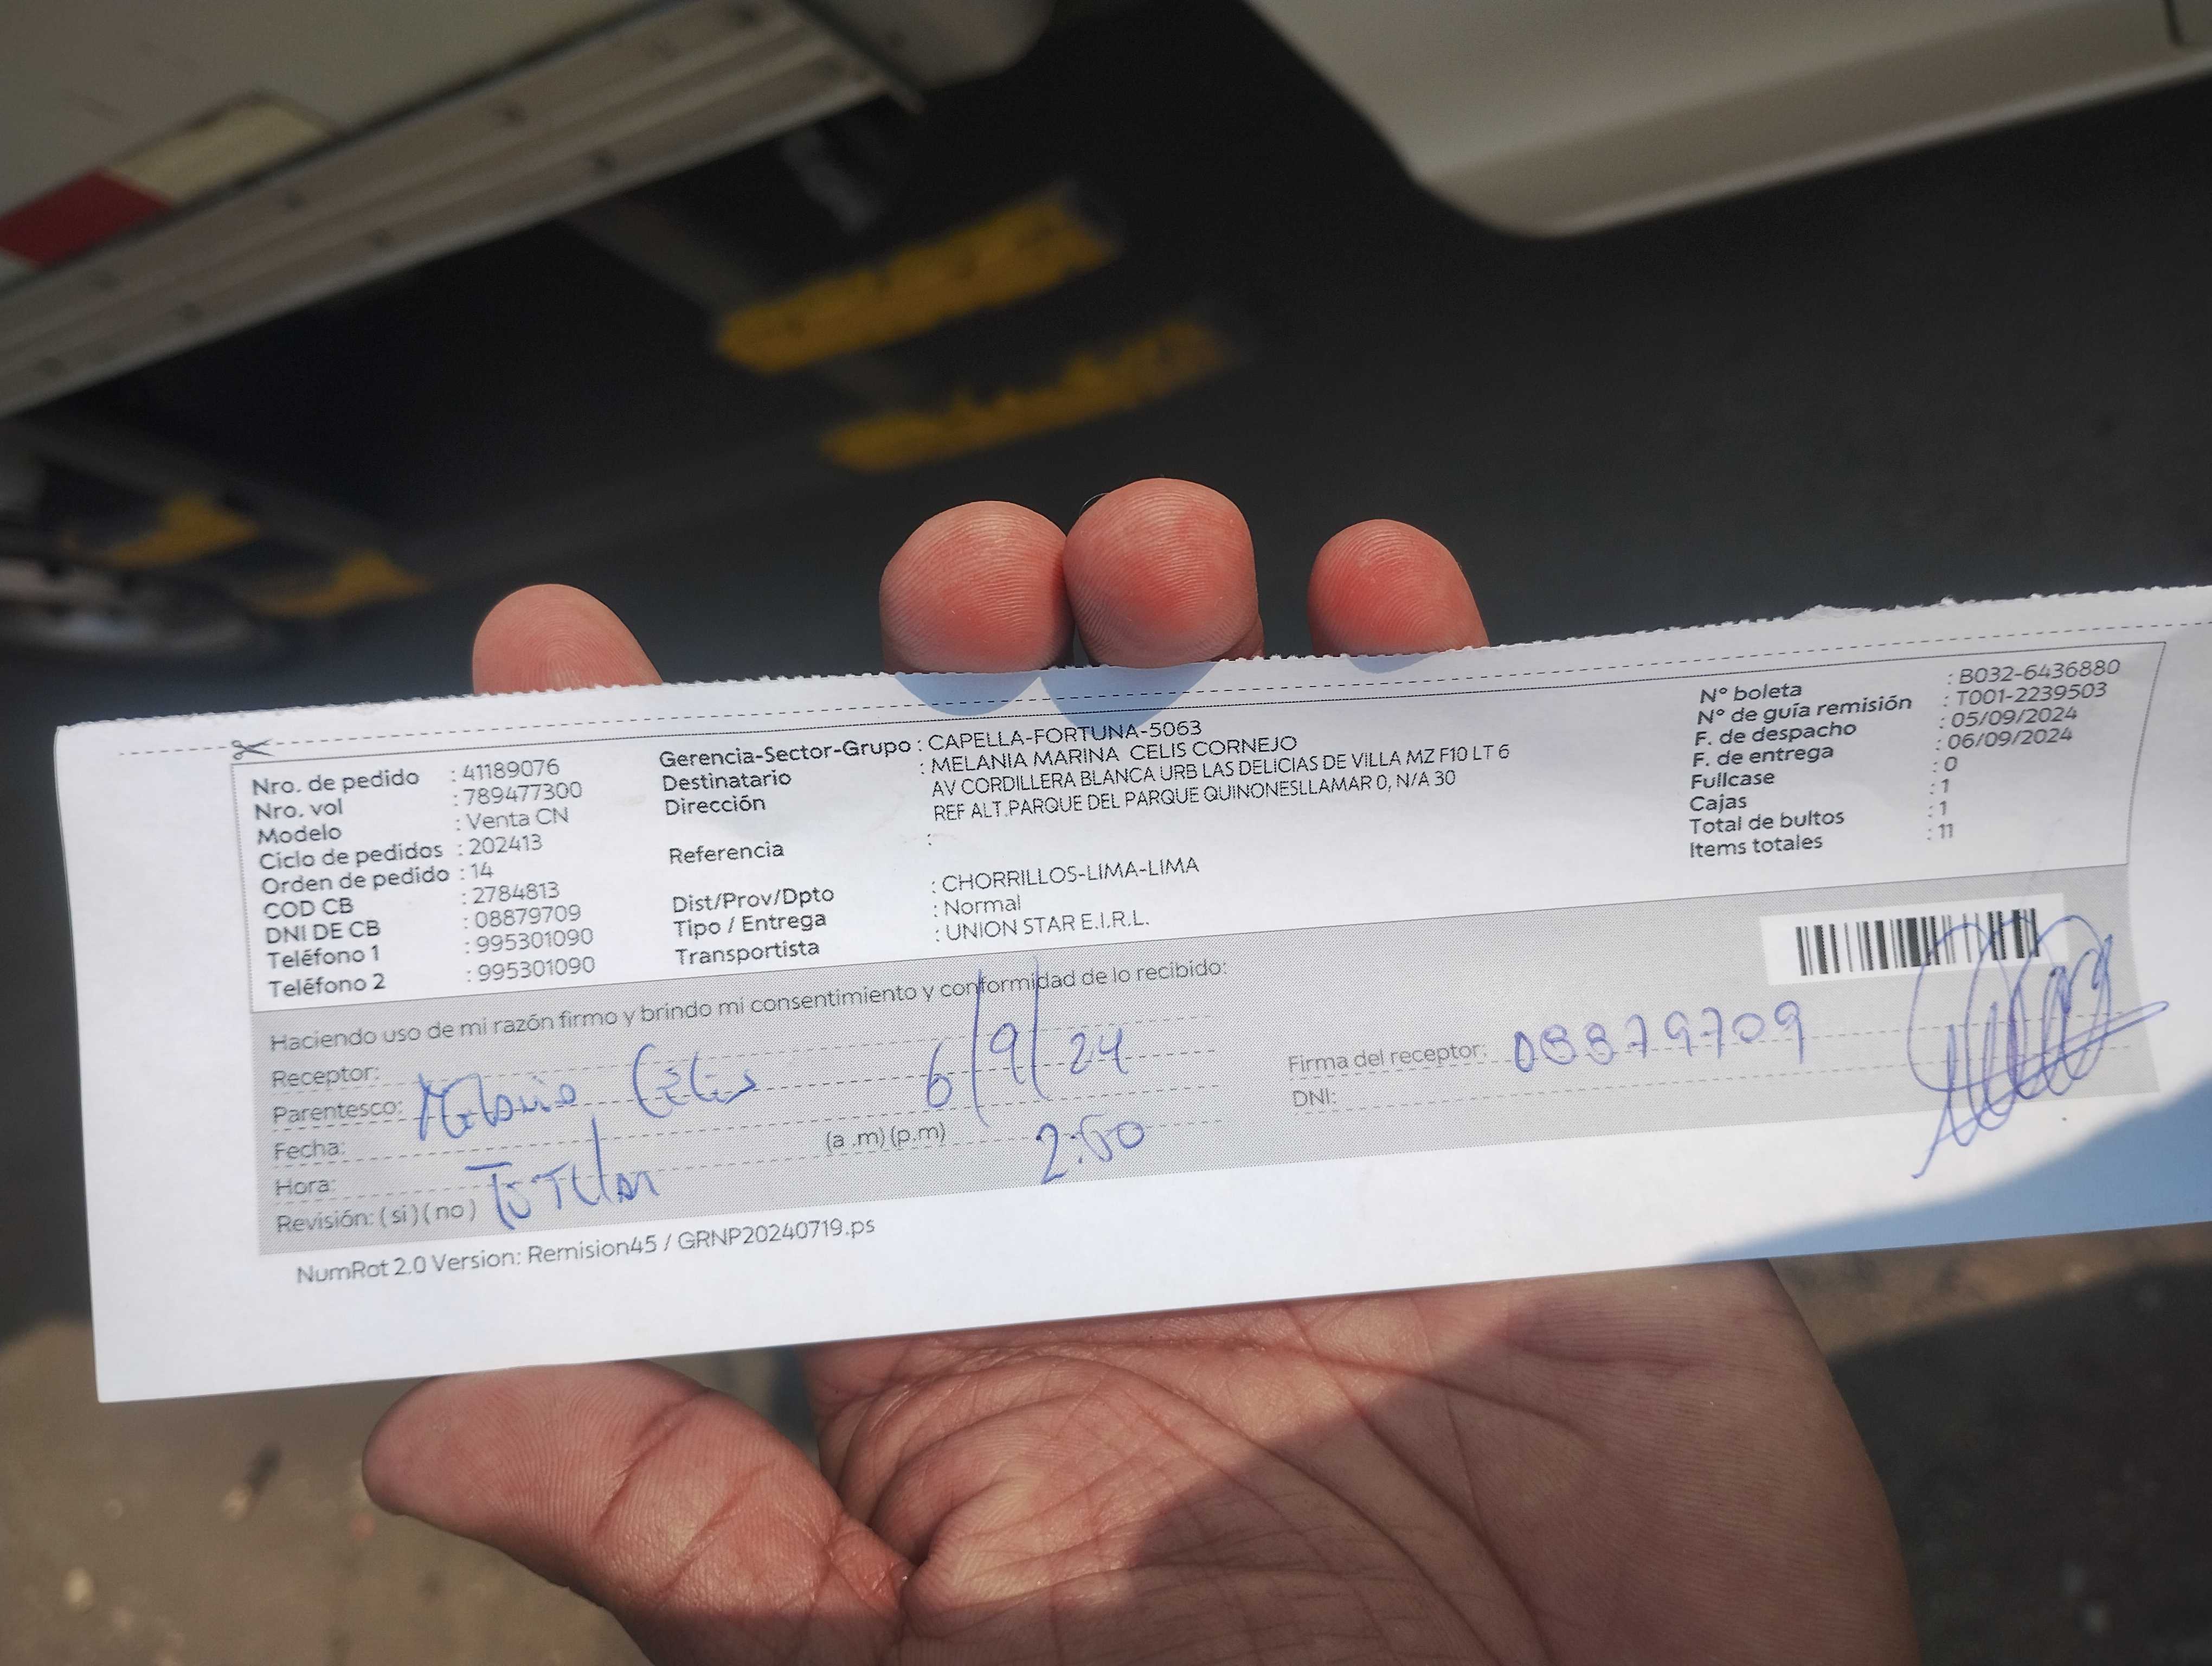 Nro. de pedido : 41189076
Nro. vol : 789477300
Modelo : Venta CN
Ciclo de pedidos : 202413
Orden de pedido : 14
COD CB : 2784813
DNI DE CB : 08879709
Teléfono 1 : 995301090
Teléfono 2 : 995301090
Gerencia-Sector-Grupo : CAPELLA-FORTUNA-5063
Destinatario : MELANIA MARINA CELIS CORNEJO
Dirección AV CORDILLERA BLANCA URB LAS DELICIAS DE VILLA MZ F10 LT 6
REF ALT.PARQUE DEL PARQUE QUINONESLLAMAR 0, N/A 30
Referencia :
Dist/Prov/Dpto : CHORRILLOS-LIMA-LIMA
Tipo / Entrega : Normal
Transportista : UNION STAR E.I.R.L.
N° boleta : B032-6436880
N° de guía remisión : T001-2239503
F. de despacho : 05/09/2024
F. de entrega : 06/09/2024
Fullcase : 0
Cajas : 1
Total de bultos : 1
Items totales : 11
Haciendo uso de mi razón firmo y brindo mi consentimiento y conformidad de lo recibido:
Receptor:
Parentesco: Melania Celis 6/9/24
Fecha:
Hora: (a .m) (p.m) 2:00
Revisión: ( si ) ( no ) Titular
Firma del receptor: 08879709
DNI:
NumRot 2.0 Version: Remision45 / GRNP20240719.ps